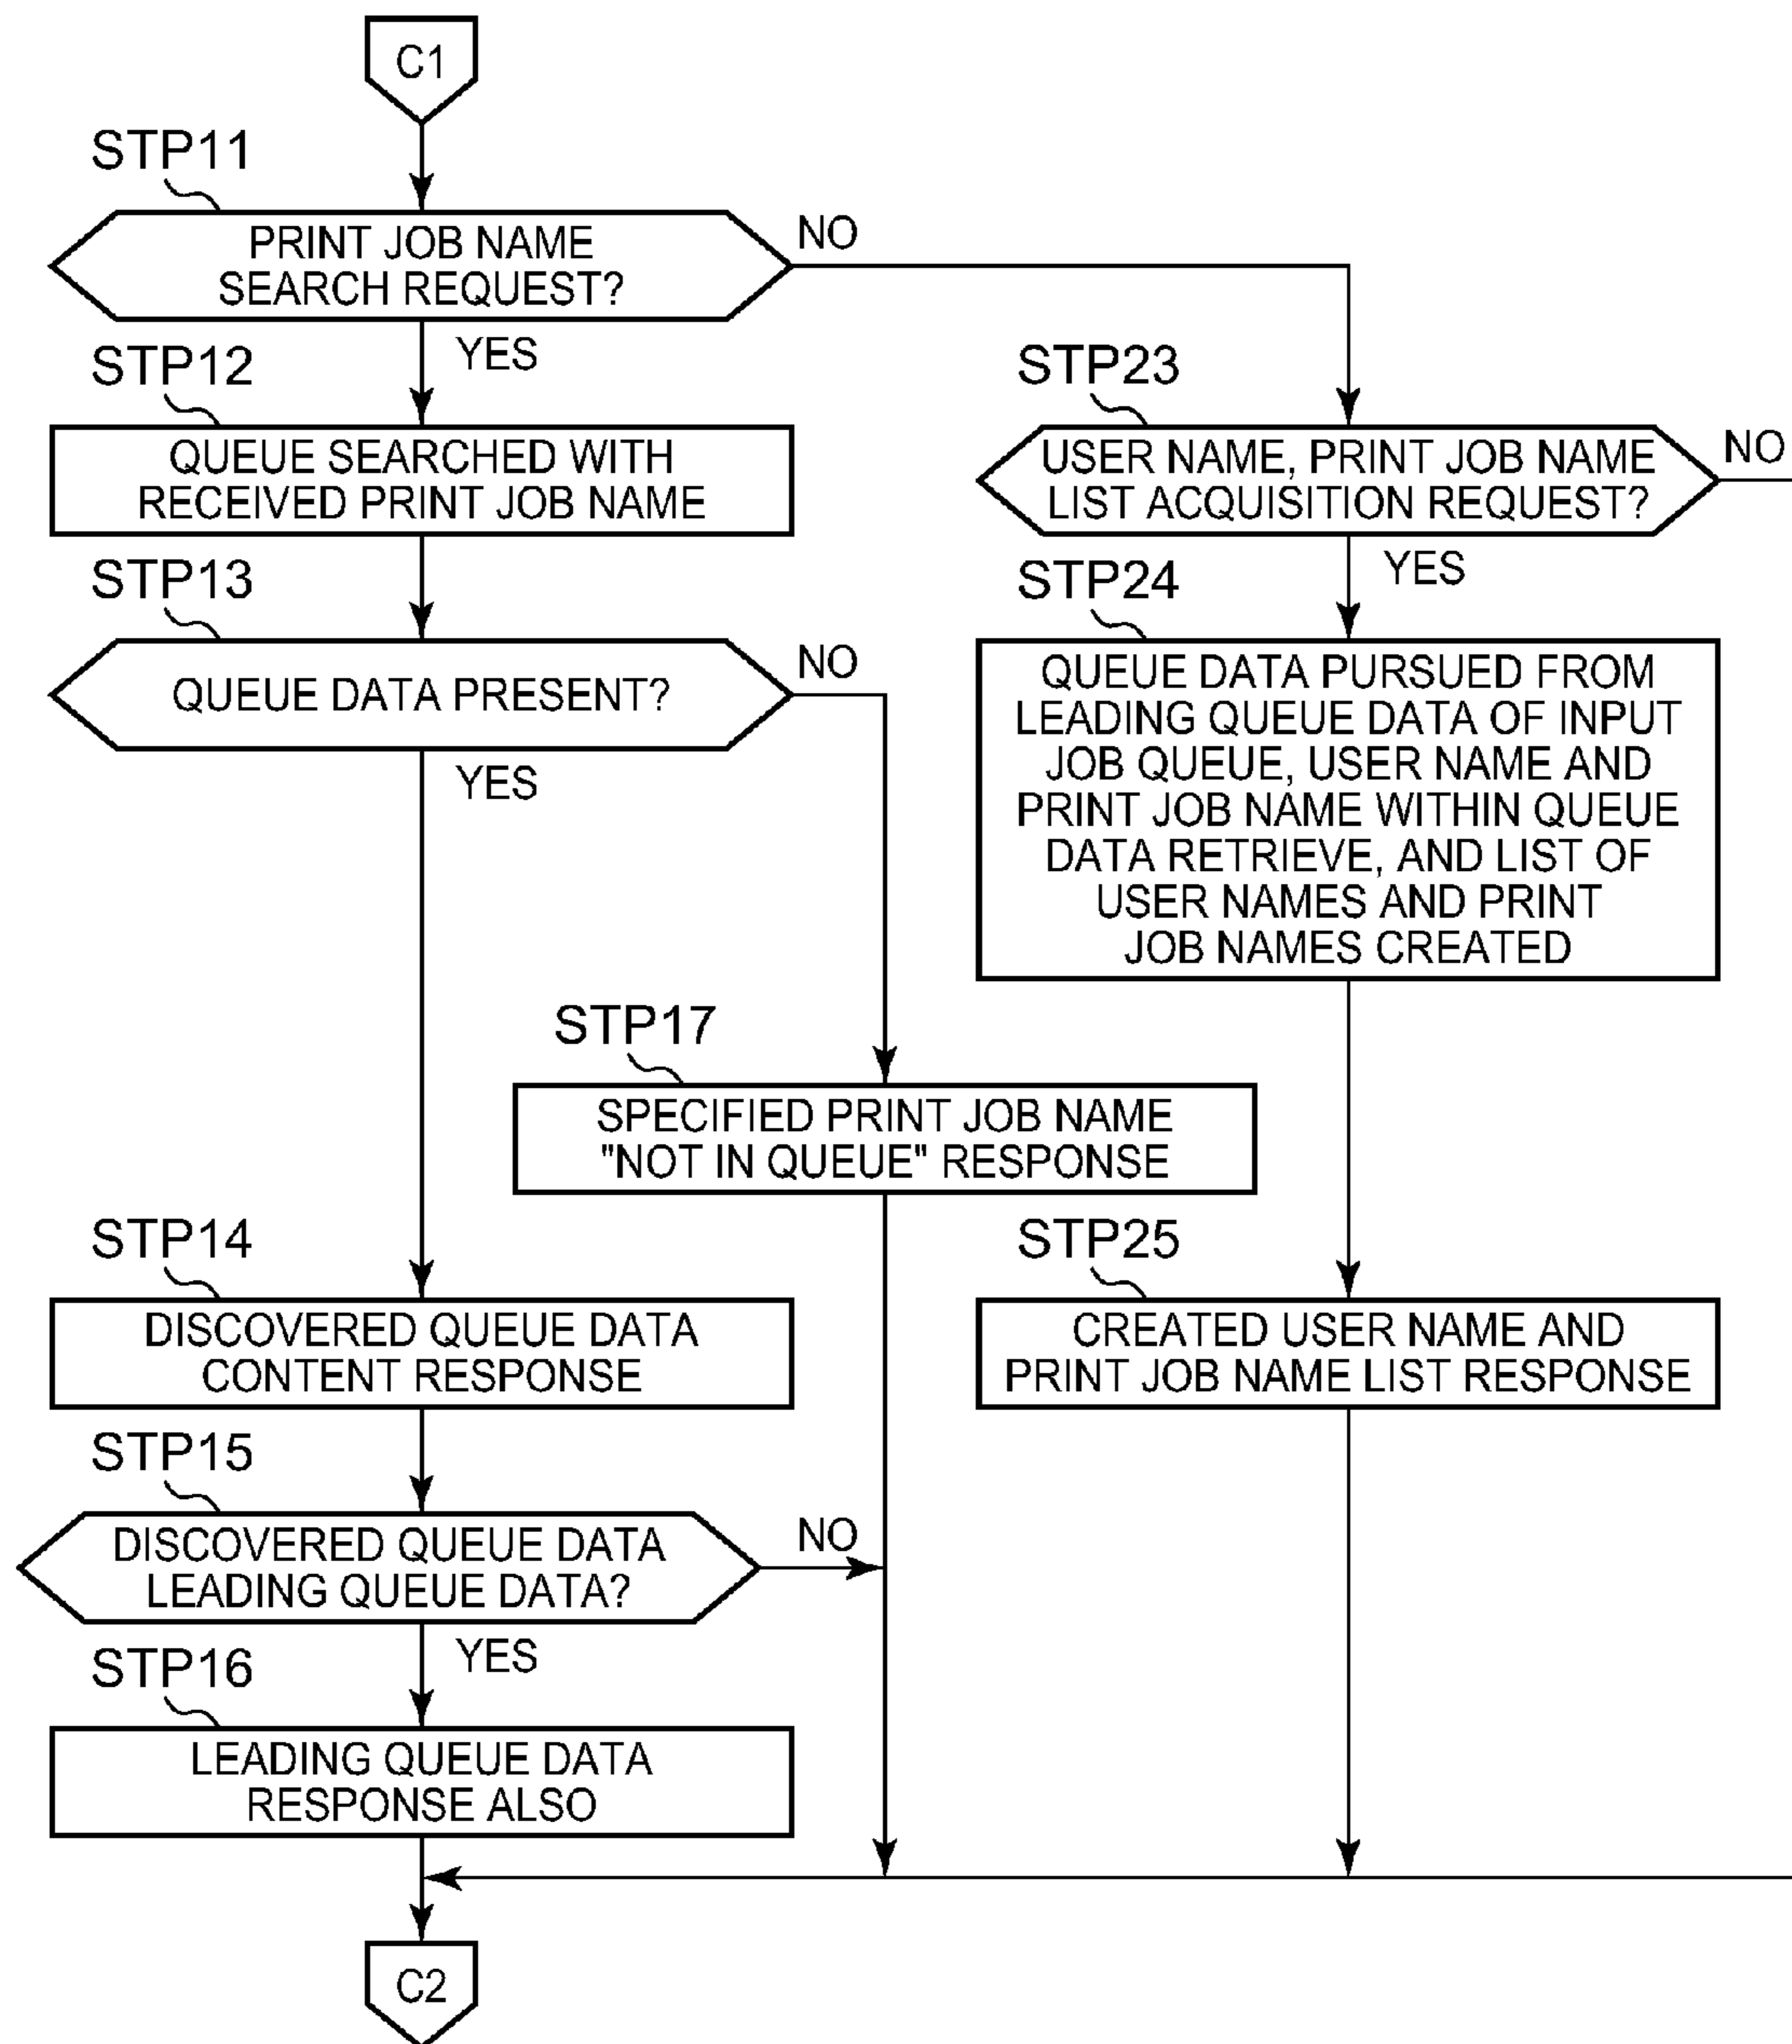 C1
STP11
PRINT JOB NAME
SEARCH REQUEST?
NO
YES
STP12
QUEUE SEARCHED WITH
RECEIVED PRINT JOB NAME
STP23
USER NAME, PRINT JOB NAME
LIST ACQUISITION REQUEST?
NO
YES
STP13
QUEUE DATA PRESENT?
NO
YES
STP24
QUEUE DATA PURSUED FROM
LEADING QUEUE DATA OF INPUT
JOB QUEUE, USER NAME AND
PRINT JOB NAME WITHIN QUEUE
DATA RETRIEVE, AND LIST OF
USER NAMES AND PRINT
JOB NAMES CREATED
STP17
SPECIFIED PRINT JOB NAME
"NOT IN QUEUE" RESPONSE
STP14
DISCOVERED QUEUE DATA
CONTENT RESPONSE
STP25
CREATED USER NAME AND
PRINT JOB NAME LIST RESPONSE
STP15
DISCOVERED QUEUE DATA
LEADING QUEUE DATA?
NO
YES
STP16
LEADING QUEUE DATA
RESPONSE ALSO
C2